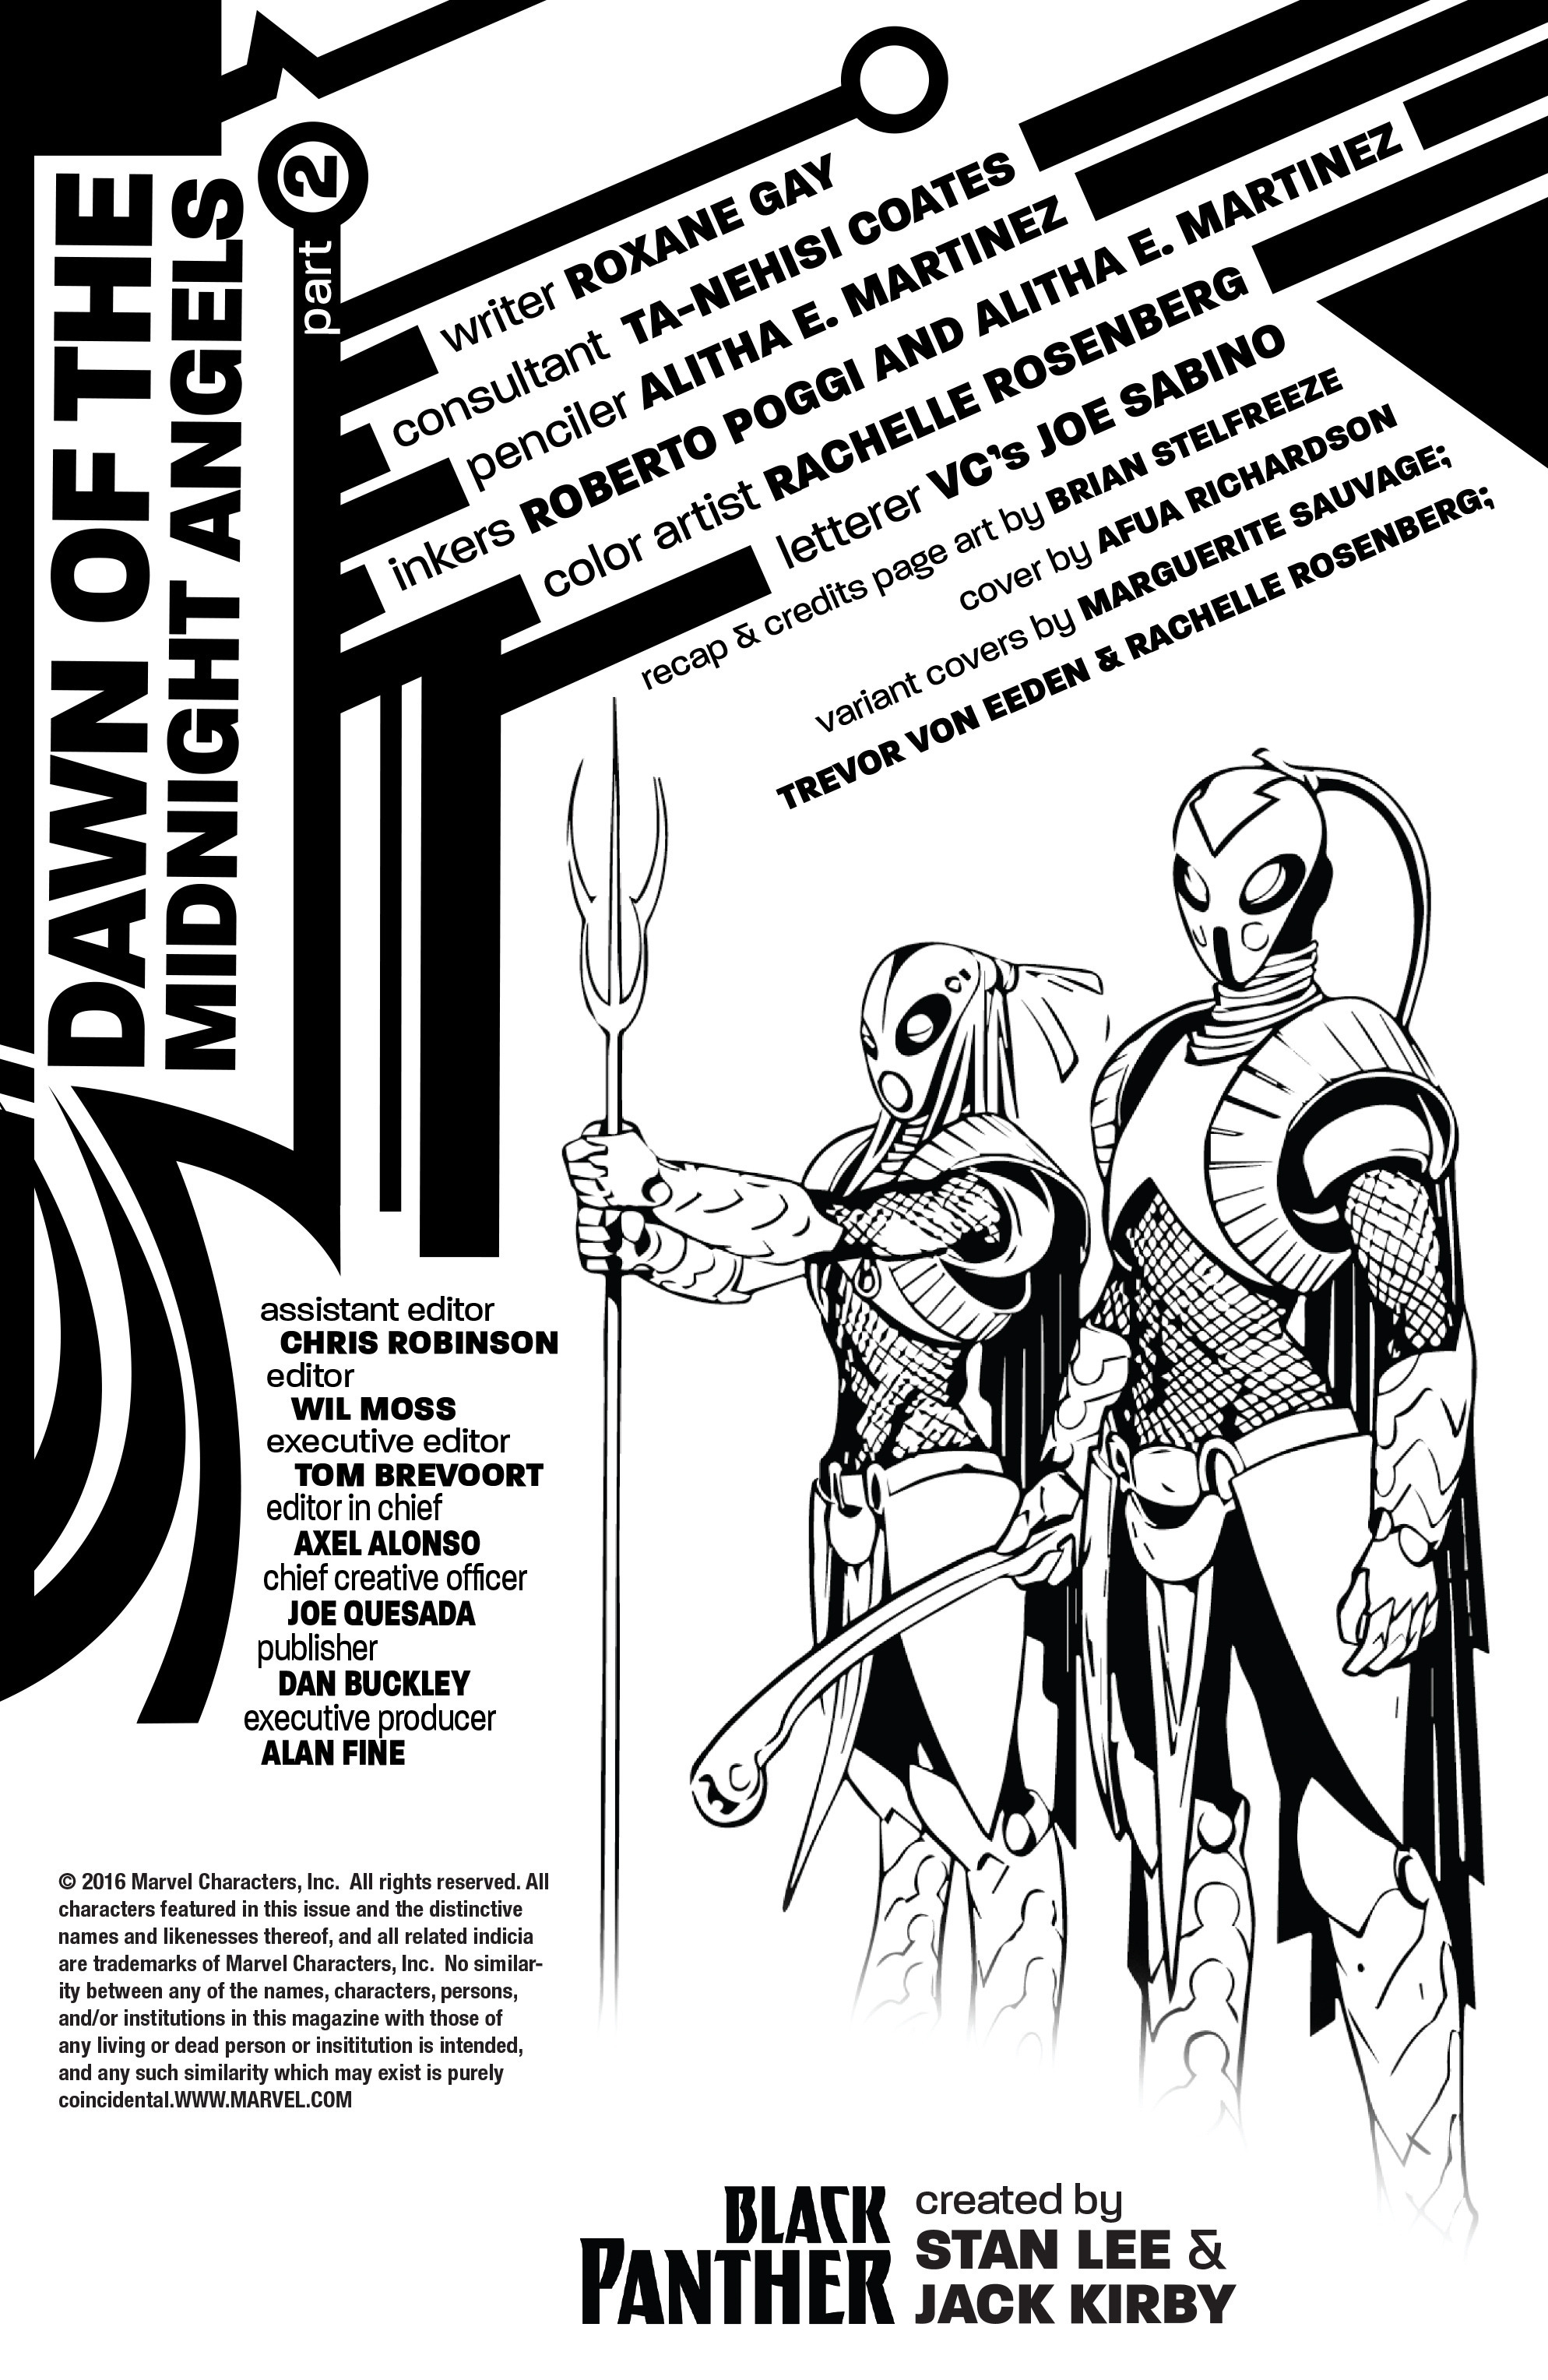 DAWN OF THE
MIDNIGHT ANGELS
part 2
writer ROXANE GAY
consultant TA-NEHISI COATES
penciler ALITHA E. MARTINEZ
inkers ROBERTO POGGI AND ALITHA E. MARTINEZ
color artist RACHELLE ROSENBERG
letterer VC's JOE SABINO
recap & credits page art by BRIAN STELFREEZE
cover by AFUA RICHARDSON
variant covers by MARGUERITE SAUVAGE;
TREVOR VON EEDEN & RACHELLE ROSENBERG;
assistant editor
CHRIS ROBINSON
editor
WIL MOSS
executive editor
TOM BREVOORT
editor in chief
AXEL ALONSO
chief creative officer
JOE QUESADA
publisher
DAN BUCKLEY
executive producer
ALAN FINE
© 2016 Marvel Characters, Inc. All rights reserved. All
characters featured in this issue and the distinctive
names and likenesses thereof, and all related indicia
are trademarks of Marvel Characters, Inc. No similar-
ity between any of the names, characters, persons,
and/or institutions in this magazine with those of
any living or dead person or insititution is intended,
and any such similarity which may exist is purely
coincidental.WWW.MARVEL.COM
BLACK
PANTHER
created by
STAN LEE &
JACK KIRBY